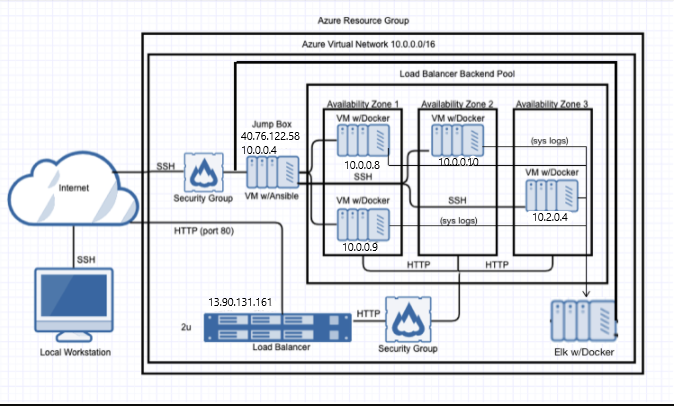 Azure Resource Group
Azure Virtual Network 10.0.0.0/16
Load Balancer Backend Pool
Availability Zone 1
Availability Zone 2
Availability Zone 3
VM w/Docker
VM w/Docker
Jump Box
40.76.122.58
10.0.0.4
(sys logs)
SSH
10.0.0.8
10.0.0.10
VM w/Docker
SSH
Internet
Security Group
VM w/Ansible
VM w/Docker
SSH
10.2.0.4
(sys logs)
HTTP (port 80)
10.0.0.9
SSH
HTTP
HTTP
13.90.131.161
2u
HTTP
Load Balancer
Security Group
Local Workstation
Elk w/Docker